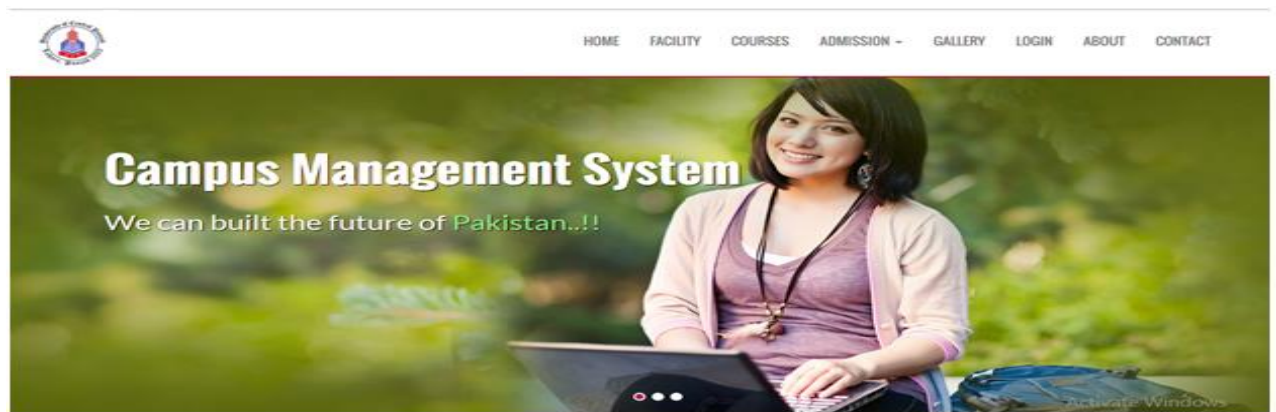 HOME FACILITY COURSES ADMISSION GALLERY LOGIN ABOUT CONTACT
Campus Management System
We can built the future of Pakistan..!!
Activate Windows